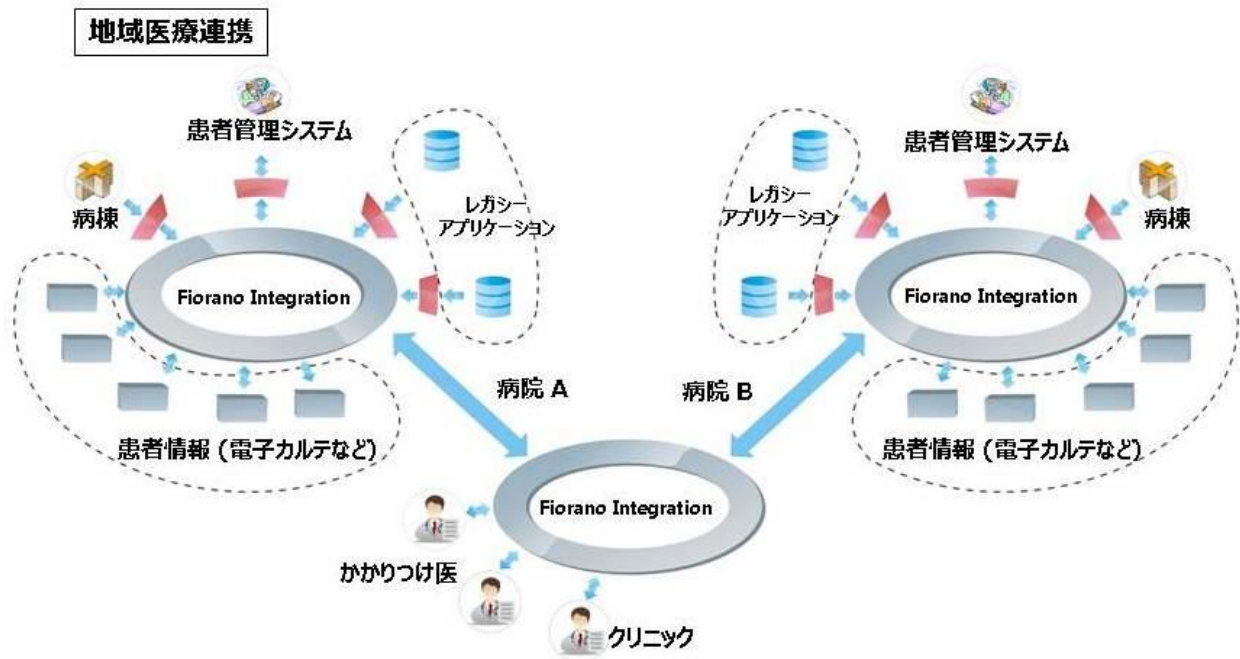 地域医療連携
患者管理システム
病棟
レガシー
アプリケーション
Fiorano Integration
患者情報 (電子カルテなど)
病院 A
患者管理システム
病棟
レガシー
アプリケーション
Fiorano Integration
患者情報 (電子カルテなど)
病院 B
Fiorano Integration
かかりつけ医
クリニック